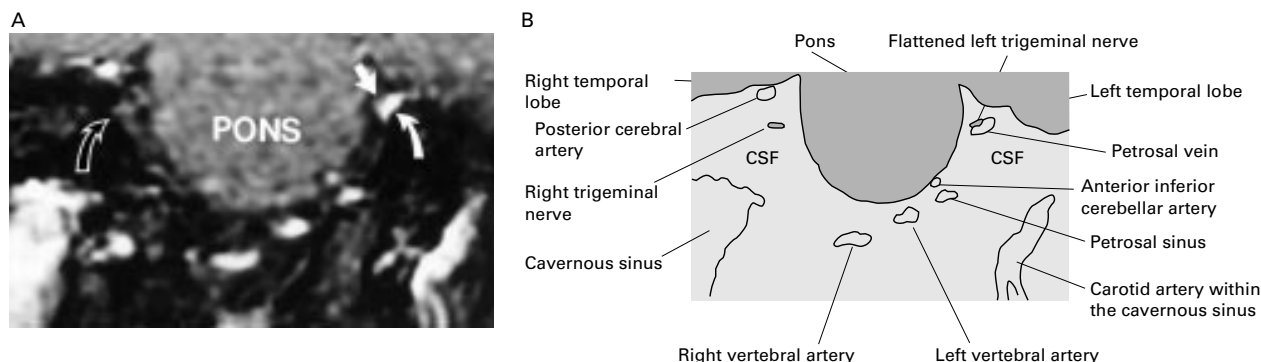 A
PONS
B
Pons
Flattened left trigeminal nerve
Right temporal
lobe
Left temporal lobe
Posterior cerebral
artery
CSF
CSF
Petrosal vein
Right trigeminal
nerve
Anterior inferior
cerebellar artery
Petrosal sinus
Cavernous sinus
Carotid artery within
the cavernous sinus
Right vertebral artery
Left vertebral artery